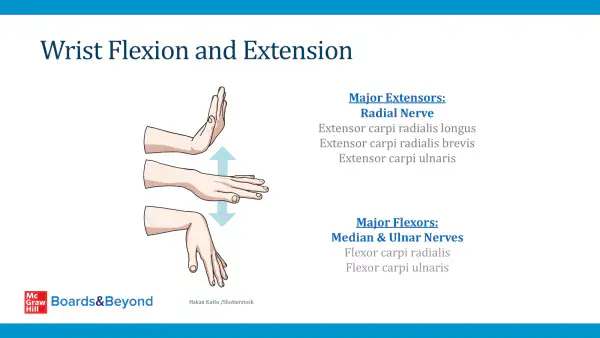 Wrist Flexion and Extension
Major Extensors:
Radial Nerve
Extensor carpi radialis longus
Extensor carpi radialis brevis
Extensor carpi ulnaris
Major Flexors:
Median & Ulnar Nerves
Flexor carpi radialis
Flexor carpi ulnaris
Mc
Graw
Hill
Boards&Beyond
Hakan Kutlu /Shutterstock